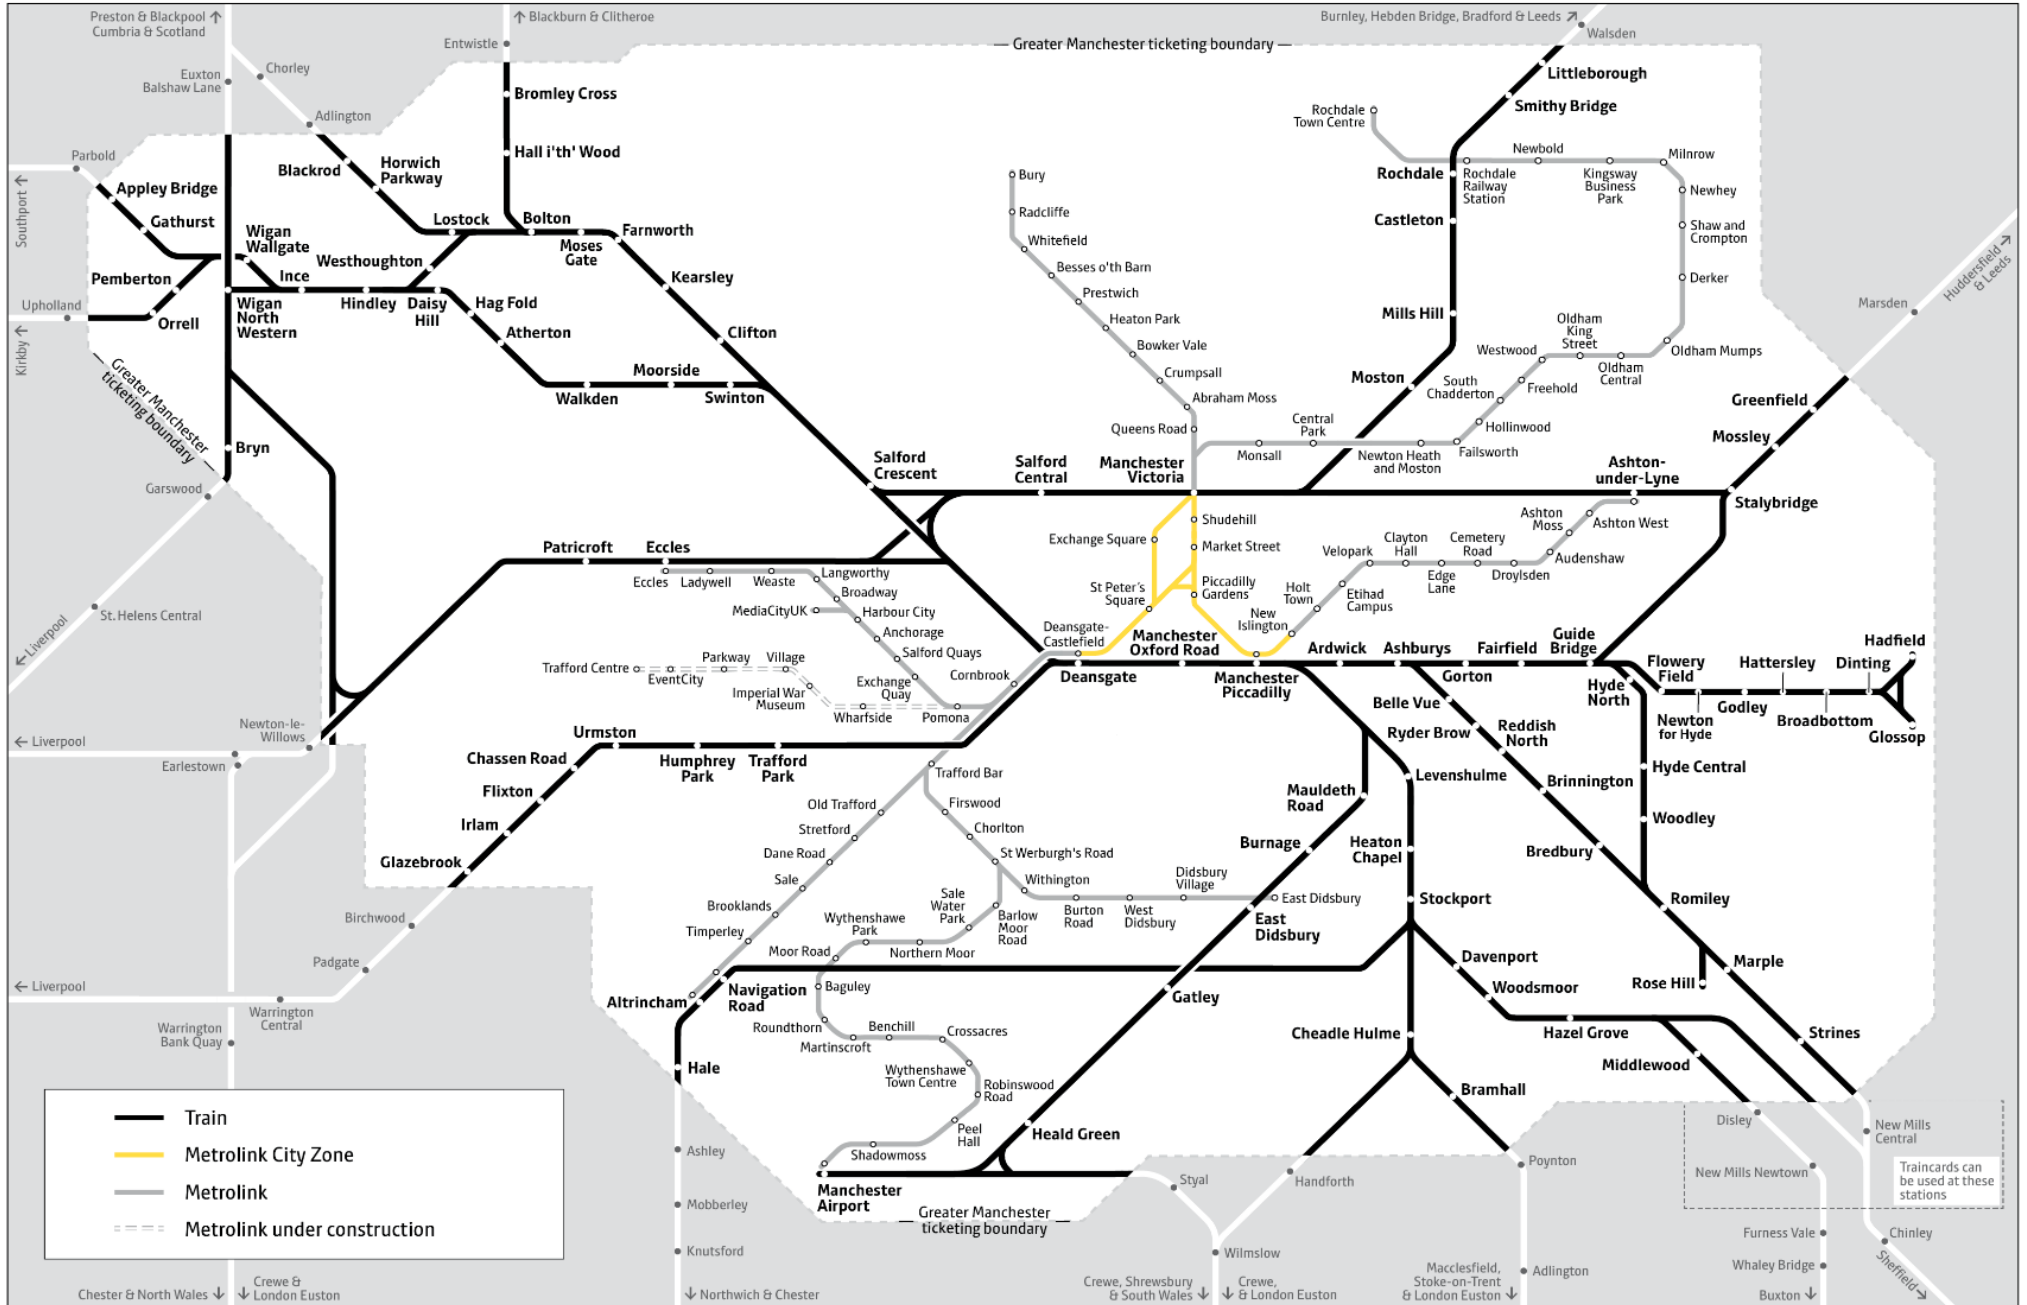 Preston & Blackpool ↑
Cumbria & Scotland
↑ Blackburn & Clitheroe
Burnley, Hebden Bridge, Bradford & Leeds ↗
Walsden
Entwistle
— Greater Manchester ticketing boundary —
Euxton
Balshaw Lane
Chorley
Adlington
Bromley Cross
Hall i'th' Wood
Littleborough
Smithy Bridge
Rochdale
Town Centre
Parbold
Blackrod
Horwich
Parkway
Appley Bridge
Gathurst
Southport →
Wigan
Wallgate
Lostock
Bolton
Moses
Gate
Farnworth
Westhoughton
Pemberton
Ince
Hindley
Daisy
Hill
Hag Fold
Atherton
Kearsley
Clifton
Upholland
Orrell
Kirkby →
Wigan
North
Western
Moorside
Walkden
Swinton
Greater Manchester
ticketing boundary
Bryn
Garswood
St. Helens Central
↙ Liverpool
Bury
Radcliffe
Whitefield
Besses o'th Barn
Prestwich
Heaton Park
Bowker Vale
Crumpsall
Abraham Moss
Queens Road
Rochdale
Rochdale
Railway
Station
Newbold
Kingsway
Business
Park
Milnrow
Newhey
Shaw and
Crompton
Derker
Castleton
Mills Hill
Moston
Oldham
King
Street
Westwood
Oldham
Central
Oldham Mumps
South
Chadderton
Freehold
Hollinwood
Failsworth
Central
Park
Monsall
Newton Heath
and Moston
Huddersfield
& Leeds ↗
Marsden
Greenfield
Mossley
Ashton-
under-Lyne
Stalybridge
Salford
Crescent
Salford
Central
Manchester
Victoria
Shudehill
Exchange Square
Market Street
St Peter's
Square
Piccadilly
Gardens
Velopark
Clayton
Hall
Cemetery
Road
Edge
Lane
Droylsden
Ashton
Moss
Ashton West
Audenshaw
Holt
Town
Etihad
Campus
New
Islington
Patricroft
Eccles
Eccles
Ladywell
Weaste
Langworthy
Broadway
MediaCityUK
Harbour City
Anchorage
Salford Quays
Exchange
Quay
Trafford Centre
EventCity
Parkway
Village
Imperial War
Museum
Wharfside
Pomona
Cornbrook
Deansgate-
Castlefield
Deansgate
Manchester
Oxford Road
Manchester
Piccadilly
Ardwick
Ashburys
Gorton
Fairfield
Guide
Bridge
Flowery
Field
Hattersley
Dinting
Hadfield
Hyde
North
Newton
for Hyde
Godley
Broadbottom
Glossop
Belle Vue
Ryder Brow
Reddish
North
Hyde Central
Brinnington
Woodley
Bredbury
Romiley
Newton-le-
Willows
← Liverpool
Earlestown
Urmston
Chassen Road
Humphrey
Park
Trafford
Park
Flixton
Irlam
Glazebrook
Birchwood
Padgate
← Liverpool
Warrington
Central
Warrington
Bank Quay
Trafford Bar
Old Trafford
Firswood
Stretford
Chorlton
Dane Road
St Werburgh's Road
Sale
Withington
Brooklands
Timperley
Burton
Road
West
Didsbury
Didsbury
Village
East Didsbury
East
Didsbury
Sale
Water
Park
Barlow
Moor
Road
Wythenshawe
Park
Northern Moor
Moor Road
Mauldeth
Road
Levenshulme
Burnage
Heaton
Chapel
Stockport
Altrincham
Navigation
Road
Baguley
Roundthorn
Martinscroft
Benchill
Crossacres
Wythenshawe
Town Centre
Robinswood
Road
Peel
Hall
Shadowmoss
Gatley
Davenport
Woodsmoor
Hazel Grove
Middlewood
Rose Hill
Marple
Strines
Cheadle Hulme
Bramhall
Hale
Heald Green
Manchester
Airport
— Greater Manchester —
ticketing boundary
Ashley
Mobberley
Knutsford
↓ Northwich & Chester
Styal
Handforth
Wilmslow
Poynton
Disley
New Mills
Central
New Mills Newtown
Traincards can
be used at these
stations
Furness Vale
Chinley
Whaley Bridge
Sheffield ↘
Buxton ↓
Macclesfield,
Stoke-on-Trent
& London Euston ↓
Adlington
Crewe, Shrewsbury
& South Wales ↓
Crewe,
↓ & London Euston
Train
Metrolink City Zone
Metrolink
Metrolink under construction
Chester & North Wales ↓
Crewe &
↓ London Euston